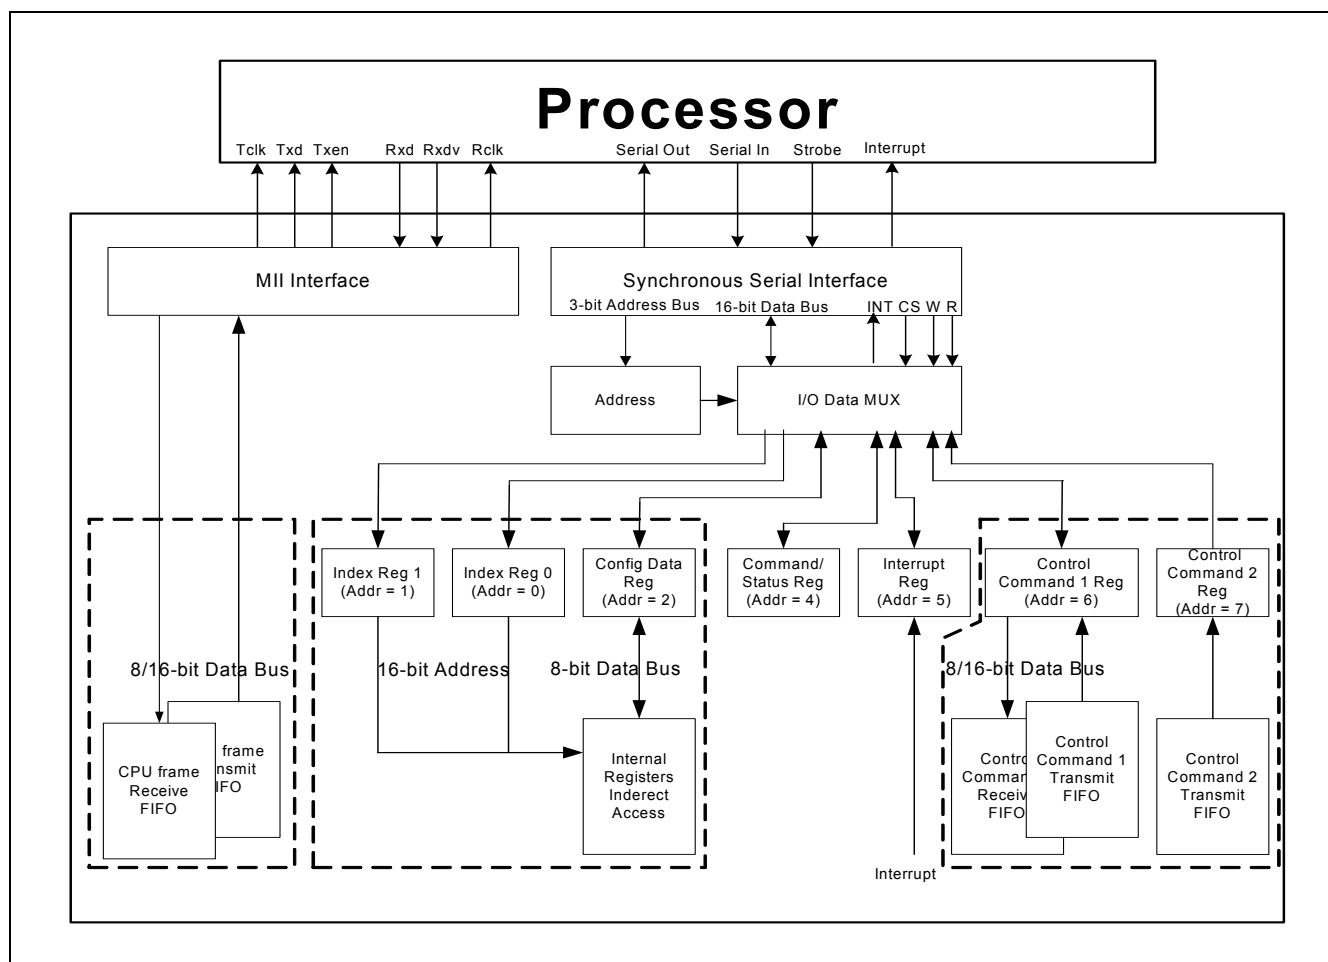 Processor
Tclk Txd Txen Rxd Rxdv Rclk Serial Out Serial In Strobe Interrupt
MII Interface
Synchronous Serial Interface
3-bit Address Bus 16-bit Data Bus INT CS W R
Address
I/O Data MUX
Index Reg 1
(Addr = 1)
Index Reg 0
(Addr = 0)
Config Data
Reg
(Addr = 2)
Command/
Status Reg
(Addr = 4)
Interrupt
Reg
(Addr = 5)
Control
Command 1 Reg
(Addr = 6)
Control
Command 2
Reg
(Addr = 7)
8/16-bit Data Bus
16-bit Address
8-bit Data Bus
8/16-bit Data Bus
CPU frame
Receive
FIFO
frame
Internal
Registers
Inderect
Access
Command
Receive
FIFO
Control
Command 1
Transmit
FIFO
Control
Command 2
Transmit
FIFO
Interrupt